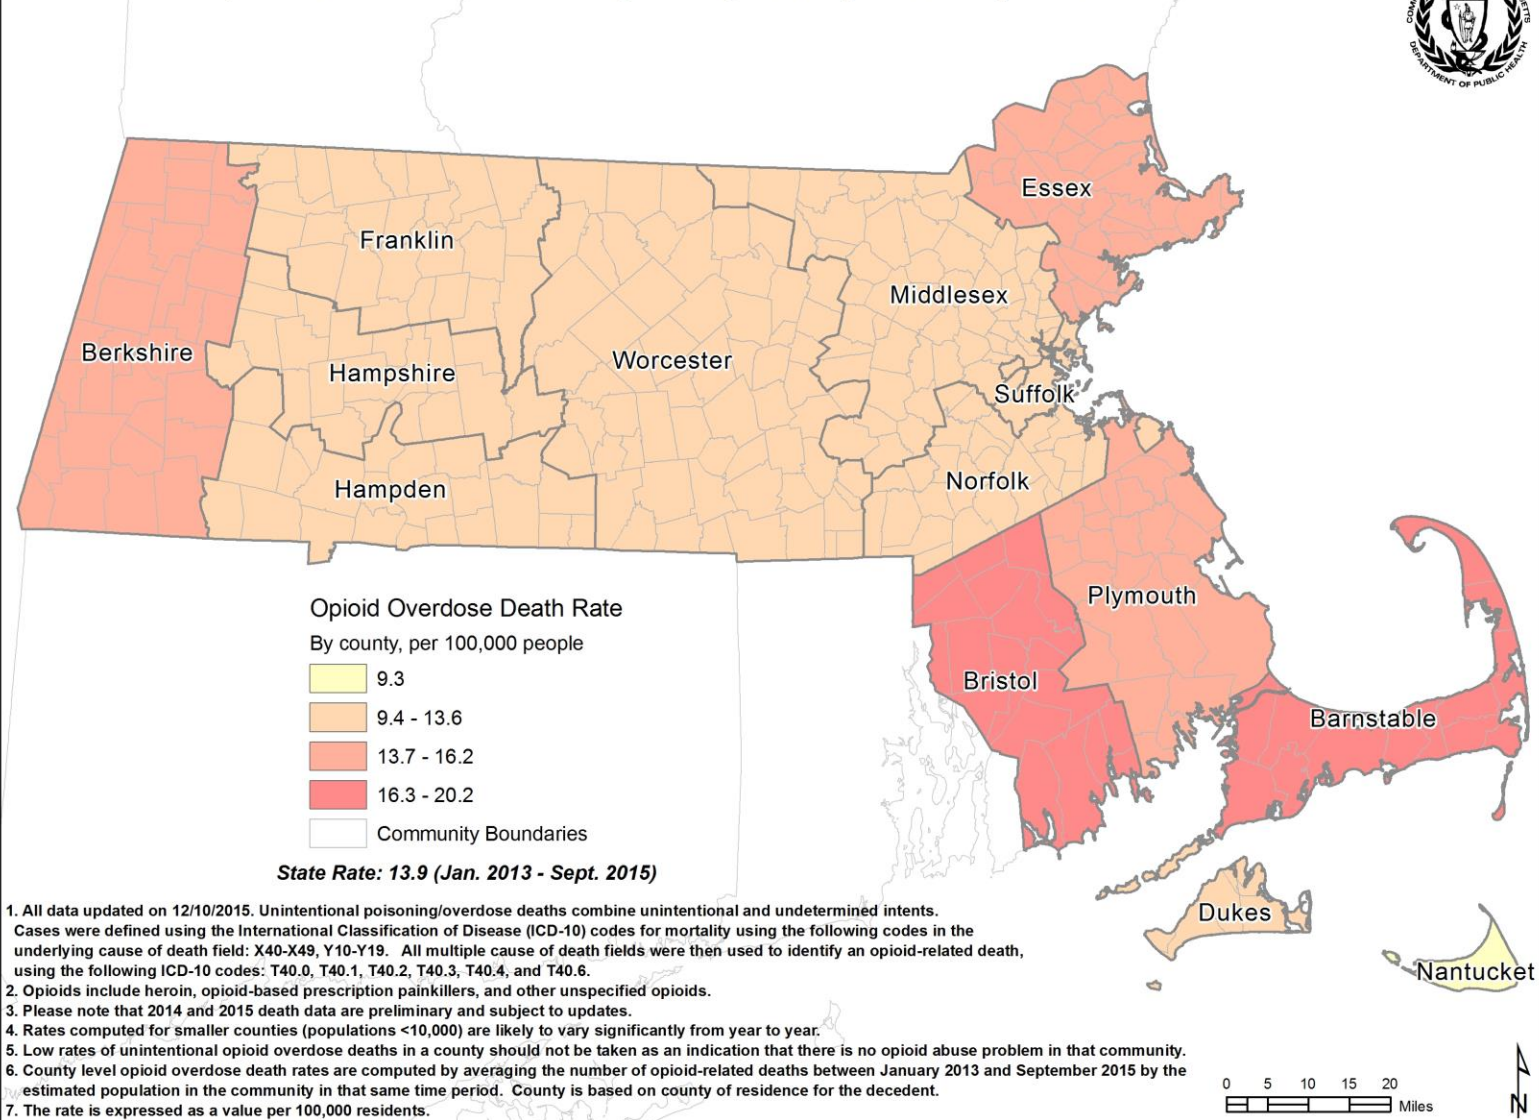 DEPARTMENT OF PUBLIC HEALTH
Essex
Franklin
Middlesex
Berkshire
Hampshire
Worcester
Suffolk
Hampden
Norfolk
Plymouth
Bristol
Barnstable
Dukes
Nantucket
Opioid Overdose Death Rate
By county, per 100,000 people
9.3
9.4 - 13.6
13.7 - 16.2
16.3 - 20.2
Community Boundaries
State Rate: 13.9 (Jan. 2013 - Sept. 2015)
1. All data updated on 12/10/2015. Unintentional poisoning/overdose deaths combine unintentional and undetermined intents.
Cases were defined using the International Classification of Disease (ICD-10) codes for mortality using the following codes in the
underlying cause of death field: X40-X49, Y10-Y19. All multiple cause of death fields were then used to identify an opioid-related death,
using the following ICD-10 codes: T40.0, T40.1, T40.2, T40.3, T40.4, and T40.6.
2. Opioids include heroin, opioid-based prescription painkillers, and other unspecified opioids.
3. Please note that 2014 and 2015 death data are preliminary and subject to updates.
4. Rates computed for smaller counties (populations <10,000) are likely to vary significantly from year to year.
5. Low rates of unintentional opioid overdose deaths in a county should not be taken as an indication that there is no opioid abuse problem in that community.
6. County level opioid overdose death rates are computed by averaging the number of opioid-related deaths between January 2013 and September 2015 by the
estimated population in the community in that same time period. County is based on county of residence for the decedent.
7. The rate is expressed as a value per 100,000 residents.
0 5 10 15 20
Miles
N